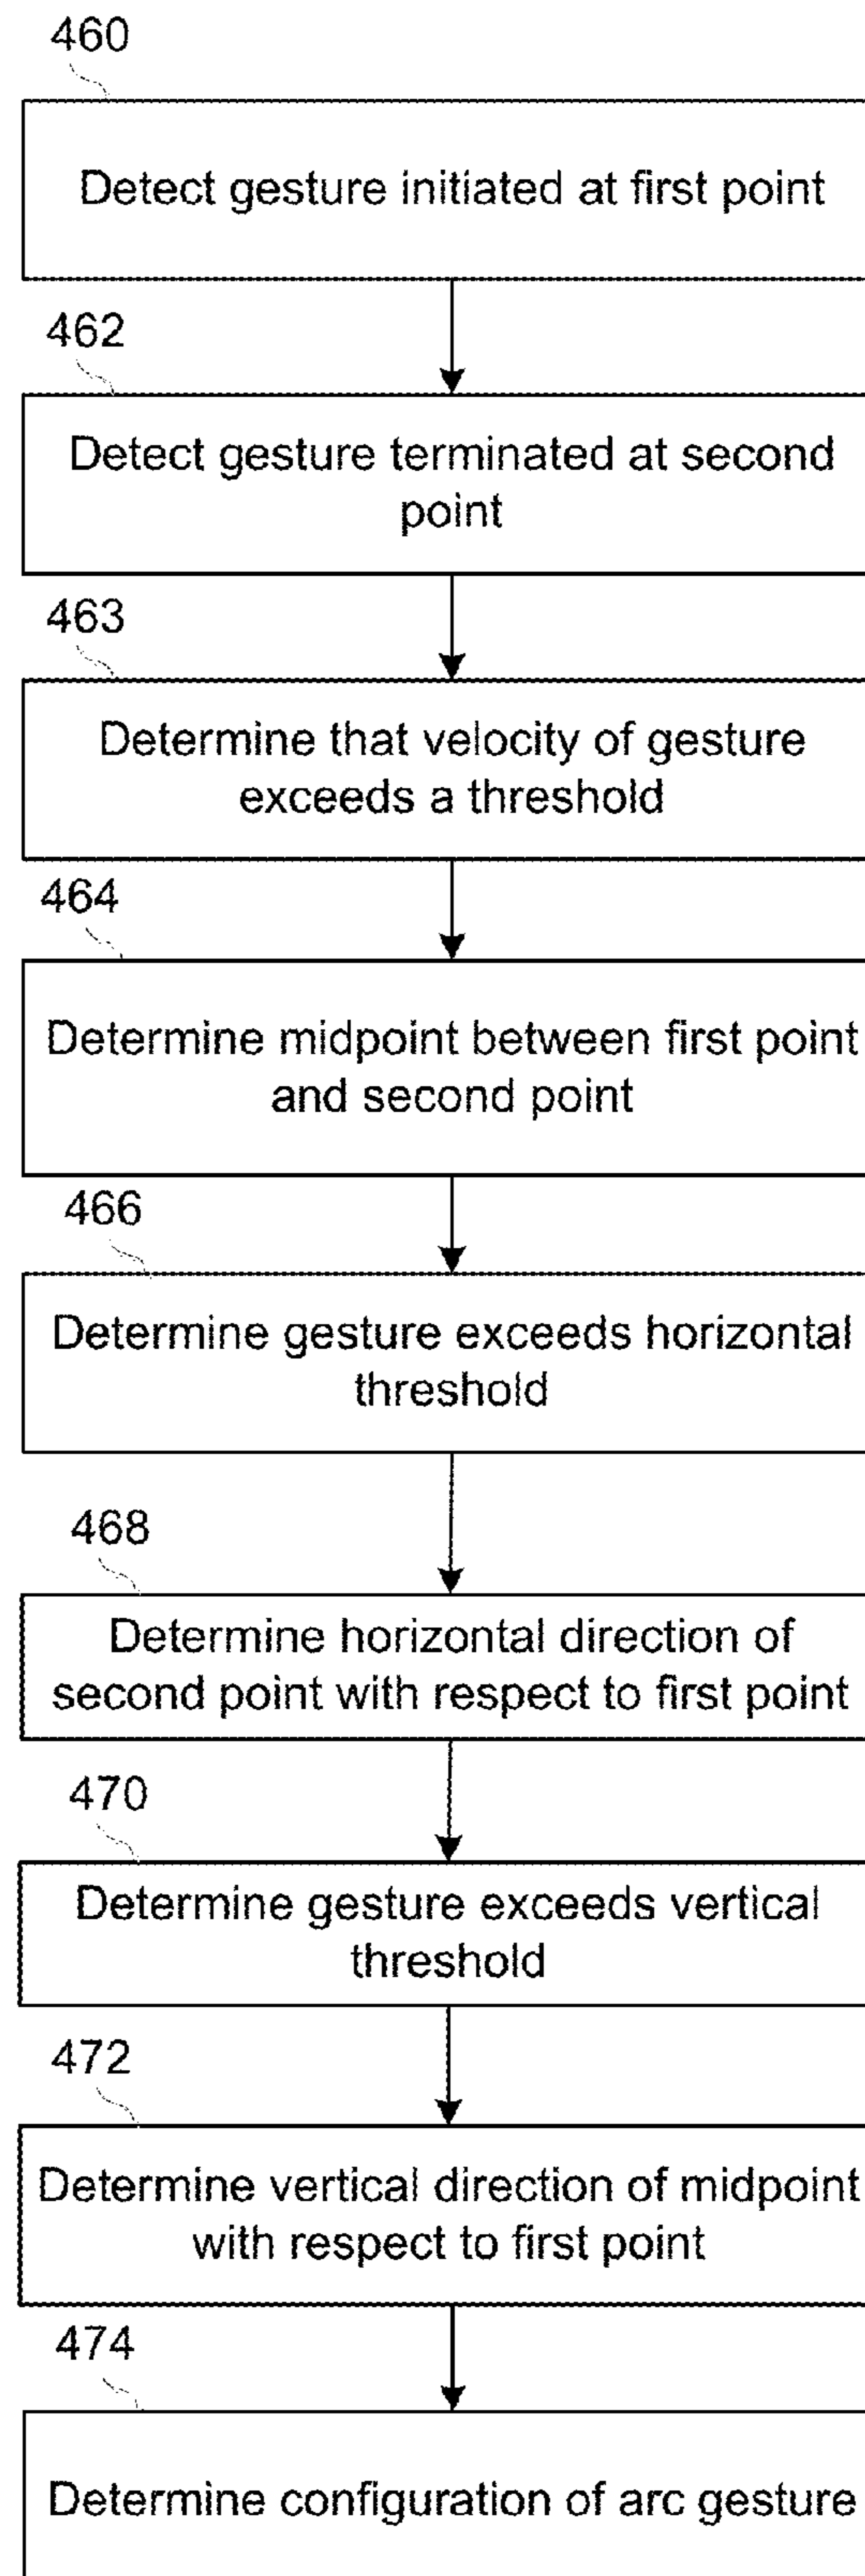 460
Detect gesture initiated at first point
462
Detect gesture terminated at second
point
463
Determine that velocity of gesture
exceeds a threshold
464
Determine midpoint between first point
and second point
466
Determine gesture exceeds horizontal
threshold
468
Determine horizontal direction of
second point with respect to first point
470
Determine gesture exceeds vertical
threshold
472
Determine vertical direction of midpoint
with respect to first point
474
Determine configuration of arc gesture